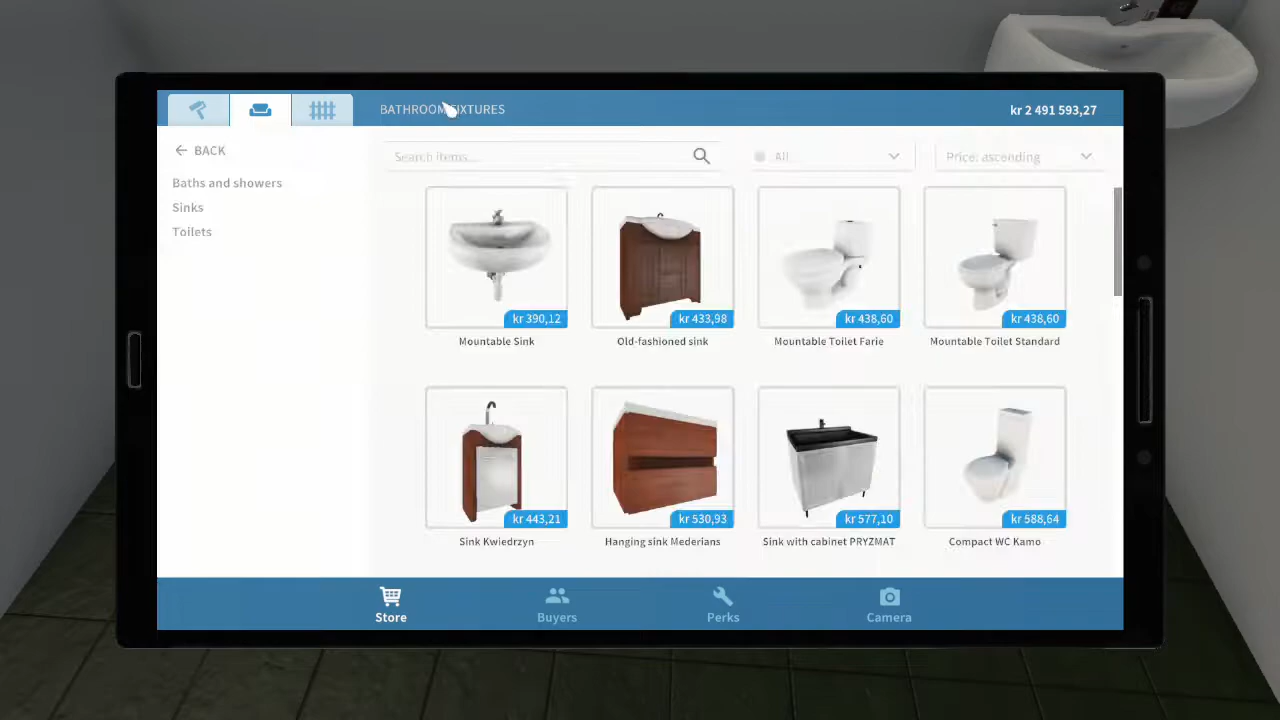 BATHROOM FIXTURES
kr 2 491 593,27
BACK
Search items...
All
Price: ascending
Baths and showers
Sinks
Toilets
kr 390,12
kr 433,98
kr 438,60
kr 438,60
Mountable Sink
Old-fashioned sink
Mountable Toilet Farie
Mountable Toilet Standard
kr 443,21
kr 530,93
kr 577,10
kr 588,64
Sink Kwiedrzyn
Hanging sink Mederians
Sink with cabinet PRYZMAT
Compact WC Kamo
Store
Buyers
Perks
Camera